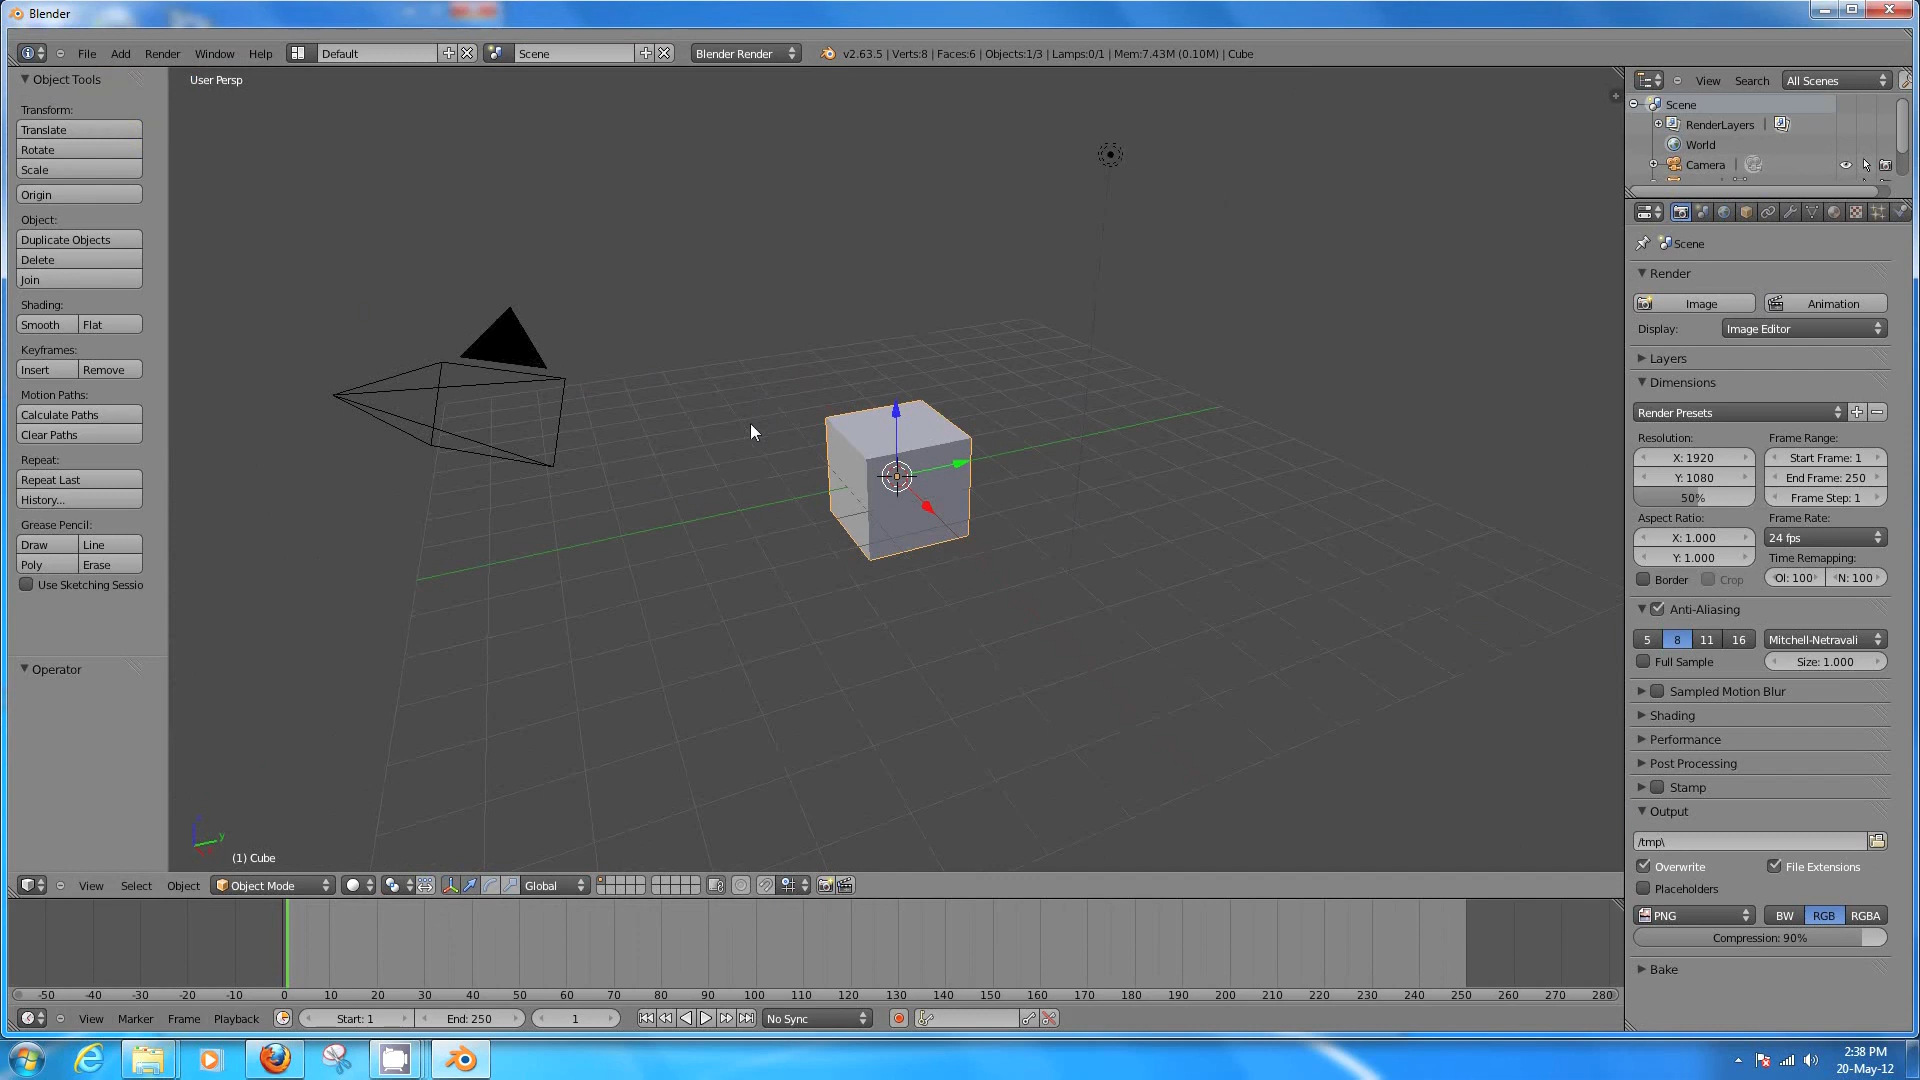 Blender
File Add Render Window Help Default Scene Blender Render v2.63.5 | Verts:8 | Faces:6 | Objects:1/3 | Lamps:0/1 | Mem:7.43M (0.10M) | Cube
Object Tools
Transform:
Translate
Rotate
Scale
Origin
Object:
Duplicate Objects
Delete
Join
Shading:
Smooth Flat
Keyframes:
Insert Remove
Motion Paths:
Calculate Paths
Clear Paths
Repeat:
Repeat Last
History...
Grease Pencil:
Draw Line
Poly Erase
Use Sketching Sessio
Operator
User Persp
y
(1) Cube
View Select Object Object Mode Global
-50 -40 -30 -20 -10 0 10 20 30 40 50 60 70 80 90 100 110 120 130 140 150 160 170 180 190 200 210 220 230 240 250 260 270 280
View Marker Frame Playback Start: 1 End: 250 1 No Sync
View Search All Scenes
Scene
RenderLayers |
World
Camera |
Scene
Render
Image Animation
Display: Image Editor
Layers
Dimensions
Render Presets
Resolution: Frame Range:
X: 1920 Start Frame: 1
Y: 1080 End Frame: 250
50% Frame Step: 1
Aspect Ratio: Frame Rate:
X: 1.000 24 fps
Y: 1.000 Time Remapping:
Border Crop Ol: 100 N: 100
Anti-Aliasing
5 8 11 16 Mitchell-Netravali
Full Sample Size: 1.000
Sampled Motion Blur
Shading
Performance
Post Processing
Stamp
Output
/tmp\
Overwrite File Extensions
Placeholders
PNG BW RGB RGBA
Compression: 90%
Bake
2:38 PM
20-May-12